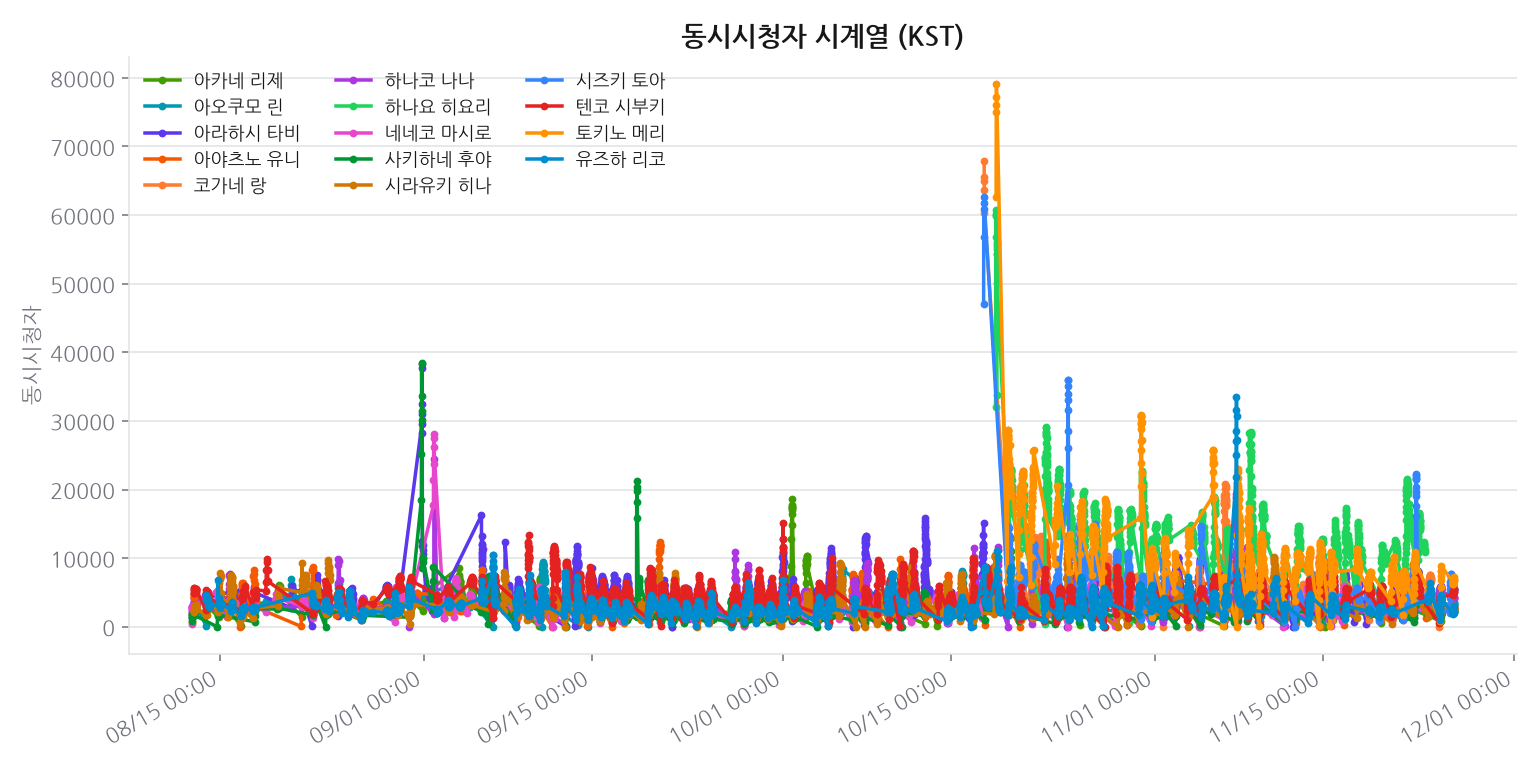 동시시청자 시계열 (KST)
아카네 리제
아오쿠모 린
아라하시 타비
아야츠노 유니
코가네 랑
하나코 나나
하나요 히요리
네네코 마시로
사키하네 후야
시라유키 히나
시즈키 토아
텐코 시부키
토키노 메리
유즈하 리코
동시시청자
80000
70000
60000
50000
40000
30000
20000
10000
0
08/15 00:00
09/01 00:00
09/15 00:00
10/01 00:00
10/15 00:00
11/01 00:00
11/15 00:00
12/01 00:00